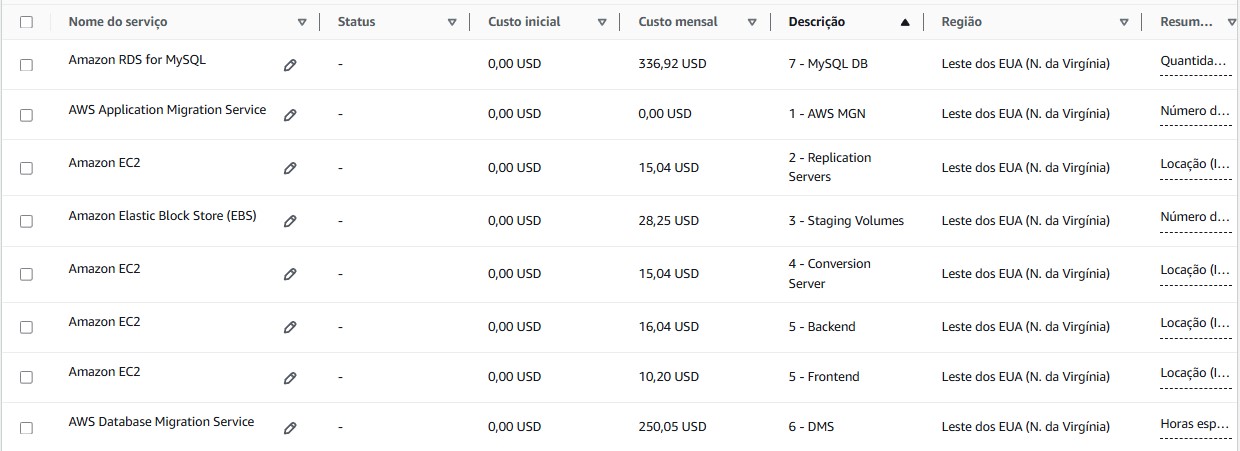 Nome do serviço Status Custo inicial Custo mensal Descrição Região Resum...
Amazon RDS for MySQL - 0,00 USD 336,92 USD 7 - MySQL DB Leste dos EUA (N. da Virgínia) Quantida...
AWS Application Migration Service - 0,00 USD 0,00 USD 1 - AWS MGN Leste dos EUA (N. da Virgínia) Número d...
Amazon EC2 - 0,00 USD 15,04 USD 2 - Replication Leste dos EUA (N. da Virgínia) Locação (I...
Servers
Amazon Elastic Block Store (EBS) - 0,00 USD 28,25 USD 3 - Staging Volumes Leste dos EUA (N. da Virgínia) Número d...
Amazon EC2 - 0,00 USD 15,04 USD 4 - Conversion Leste dos EUA (N. da Virgínia) Locação (I...
Server
Amazon EC2 - 0,00 USD 16,04 USD 5 - Backend Leste dos EUA (N. da Virgínia) Locação (I...
Amazon EC2 - 0,00 USD 10,20 USD 5 - Frontend Leste dos EUA (N. da Virgínia) Locação (I...
AWS Database Migration Service - 0,00 USD 250,05 USD 6 - DMS Leste dos EUA (N. da Virgínia) Horas esp...